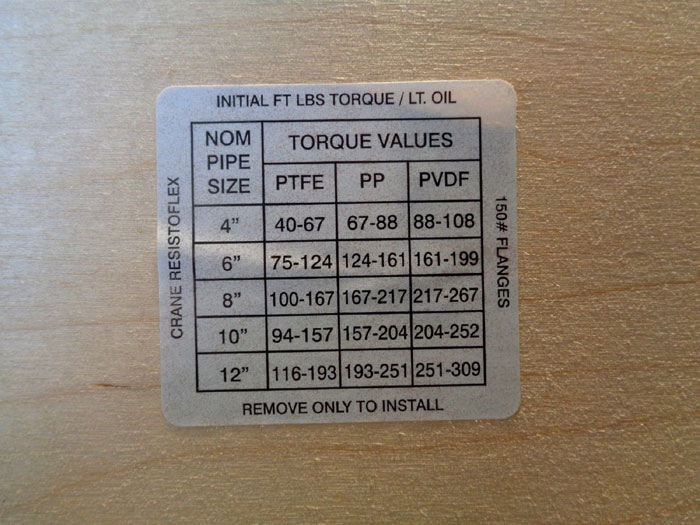 INITIAL FT LBS TORQUE / LT. OIL
CRANE RESISTOFLEX
NOM PIPE SIZE
TORQUE VALUES
PTFE PP PVDF
4” 40-67 67-88 88-108
6” 75-124 124-161 161-199
8” 100-167 167-217 217-267
10” 94-157 157-204 204-252
12” 116-193 193-251 251-309
150# FLANGES
REMOVE ONLY TO INSTALL